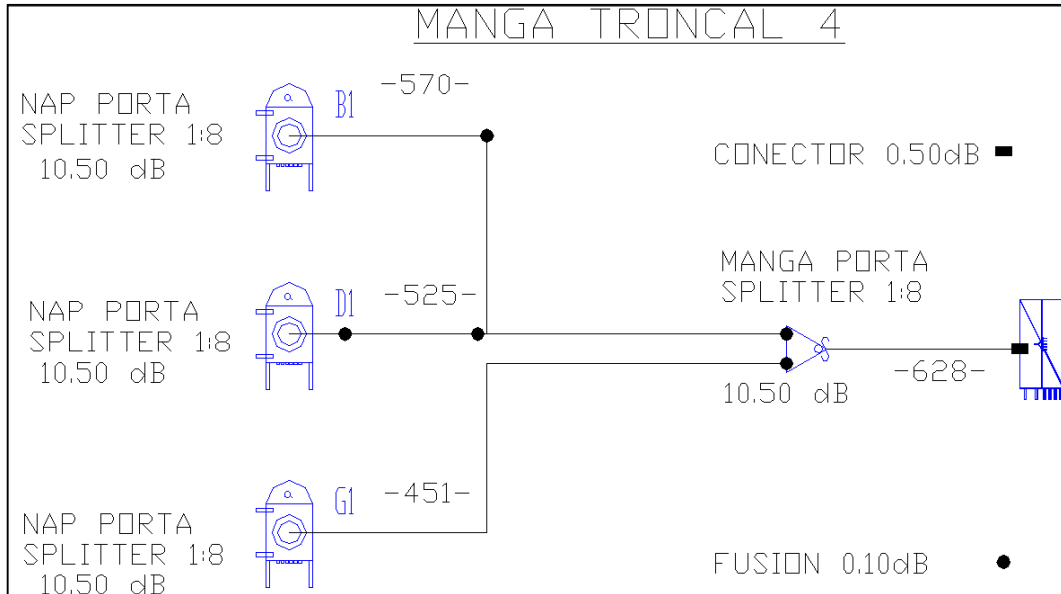 MANGA TRONCAL 4
NAP PORTA
SPLITTER 1:8
10.50 dB
B1
-570-
CONECTOR 0.50dB
NAP PORTA
SPLITTER 1:8
10.50 dB
D1
-525-
MANGA PORTA
SPLITTER 1:8
10.50 dB
-628-
NAP PORTA
SPLITTER 1:8
10.50 dB
G1
-451-
FUSION 0.10dB